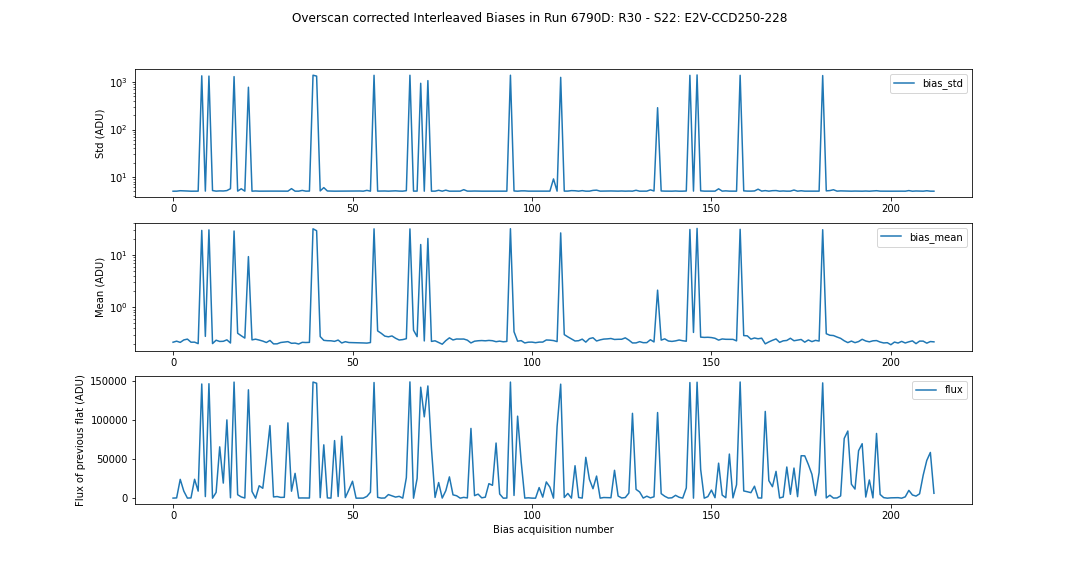 Overscan corrected Interleaved Biases in Run 6790D: R30 - S22: E2V-CCD250-228
Std (ADU)
10³
10²
10¹
bias_std
0 50 100 150 200
Mean (ADU)
10¹
10⁰
bias_mean
0 50 100 150 200
Flux of previous flat (ADU)
150000
100000
50000
0
flux
0 50 100 150 200
Bias acquisition number